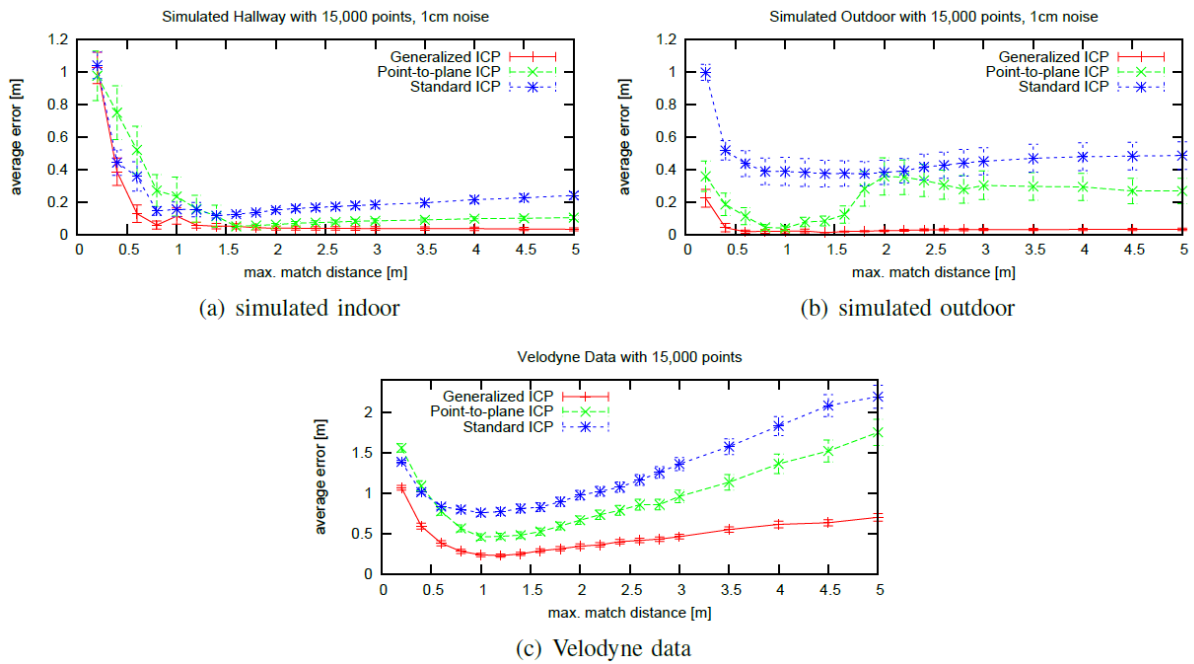 Simulated Hallway with 15,000 points, 1cm noise
average error [m]
1.2
1
0.8
0.6
0.4
0.2
0
Generalized ICP
Point-to-plane ICP
Standard ICP
0 0.5 1 1.5 2 2.5 3 3.5 4 4.5 5
max. match distance [m]
(a) simulated indoor
Simulated Outdoor with 15,000 points, 1cm noise
average error [m]
1.2
1
0.8
0.6
0.4
0.2
0
Generalized ICP
Point-to-plane ICP
Standard ICP
0 0.5 1 1.5 2 2.5 3 3.5 4 4.5 5
max. match distance [m]
(b) simulated outdoor
Velodyne Data with 15,000 points
average error [m]
2
1.5
1
0.5
0
Generalized ICP
Point-to-plane ICP
Standard ICP
0 0.5 1 1.5 2 2.5 3 3.5 4 4.5 5
max. match distance [m]
(c) Velodyne data